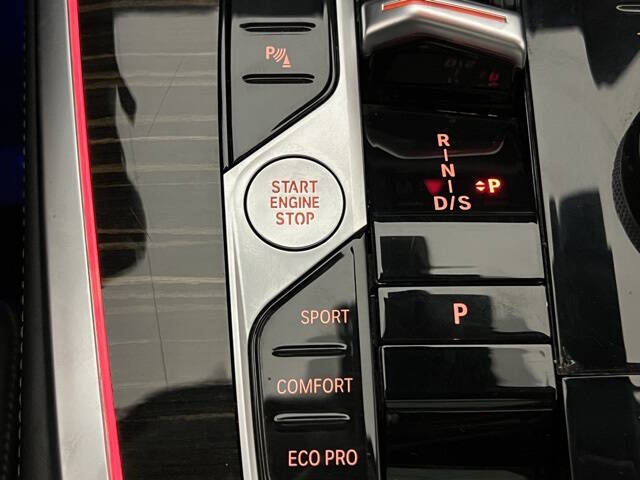 P
R
N
D/S
P
START
ENGINE
STOP
SPORT
P
COMFORT
ECO PRO